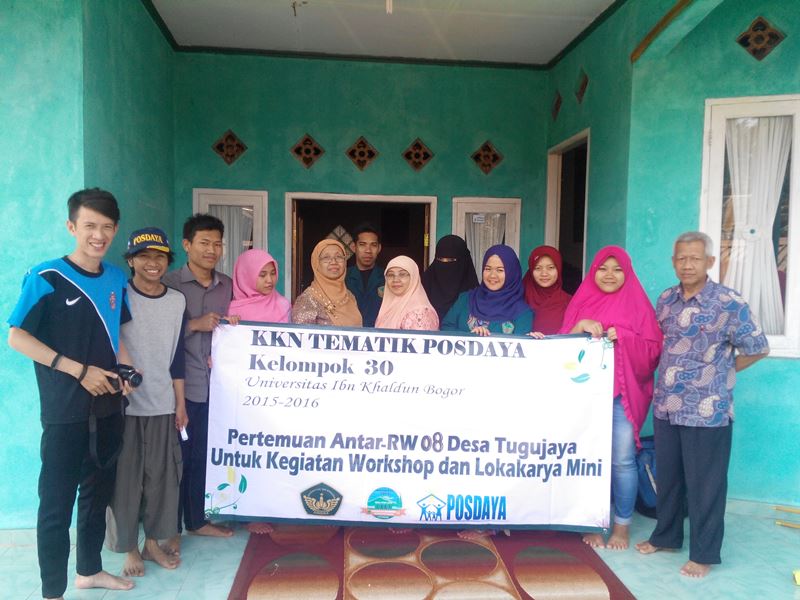 POSDAYA
KKN TEMATIK POSDAYA
Kelompok 30
Universitas Ibn Khaldun Bogor
2015-2016
Pertemuan Antar-RW 08 Desa Tugujaya
Untuk Kegiatan Workshop dan Lokakarya Mini
POSDAYA